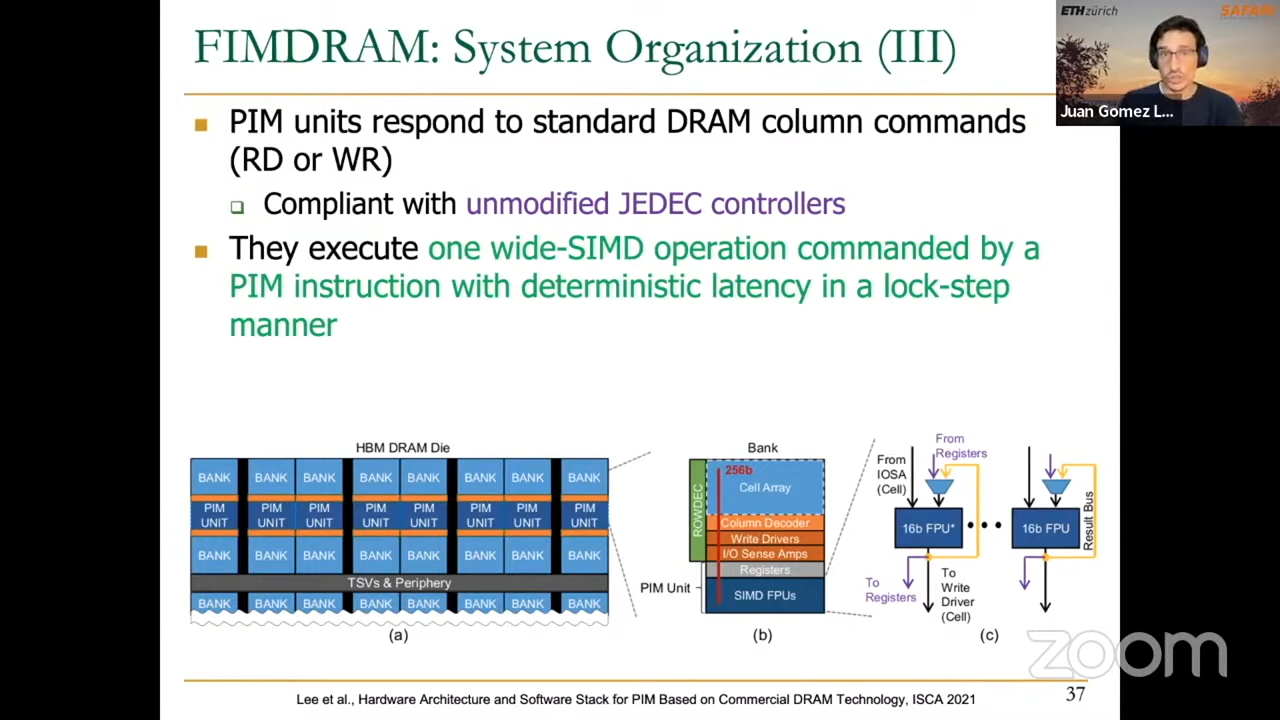 FIMDRAM: System Organization (III)
ETH zürich
SAFARI
Juan Gomez L...
PIM units respond to standard DRAM column commands
(RD or WR)
Compliant with unmodified JEDEC controllers
They execute one wide-SIMD operation commanded by a
PIM instruction with deterministic latency in a lock-step
manner
HBM DRAM Die
BANK BANK BANK BANK BANK BANK BANK BANK
PIM UNIT PIM UNIT PIM UNIT PIM UNIT PIM UNIT PIM UNIT PIM UNIT PIM UNIT
BANK BANK BANK BANK BANK BANK BANK BANK
TSVs & Periphery
BANK BANK BANK BANK BANK BANK BANK BANK
(a)
Bank
256b
Cell Array
ROWDEC
Column Decoder
Write Drivers
I/O Sense Amps
Registers
PIM Unit
SIMD FPUs
(b)
From
Registers
From
IOSA
(Cell)
16b FPU*
16b FPU
Result Bus
To
Registers
To
Write
Driver
(Cell)
(c)
zoom
Lee et al., Hardware Architecture and Software Stack for PIM Based on Commercial DRAM Technology, ISCA 2021
37